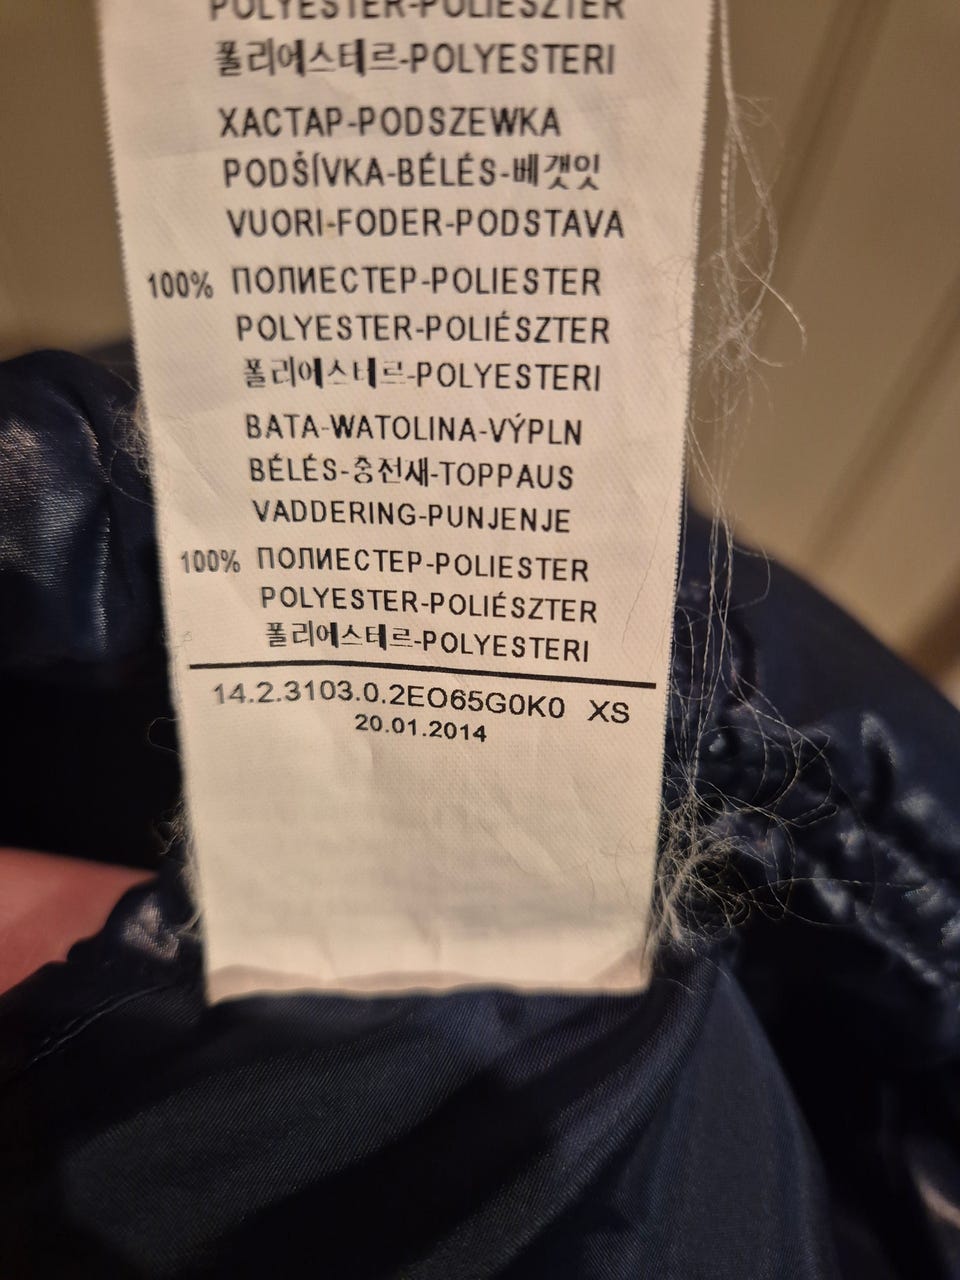 POLYESTER-POLIÉSZTER
폴리에스테르-POLYESTERI
ХАСТАР-PODSZEWKA
PODŠÍVKA-BÉLÉS-베갯잇
VUORI-FODER-PODSTAVA
100% ПОЛИЕСТЕР-POLIESTER
POLYESTER-POLIÉSZTER
폴리에스테르-POLYESTERI
ВАТА-WATOLINA-VÝPLN
BÉLÉS-충전새-TOPPAUS
VADDERING-PUNJENJE
100% ПОЛИЕСТЕР-POLIESTER
POLYESTER-POLIÉSZTER
폴리에스테르-POLYESTERI
14.2.3103.0.2EO65G0K0 XS
20.01.2014